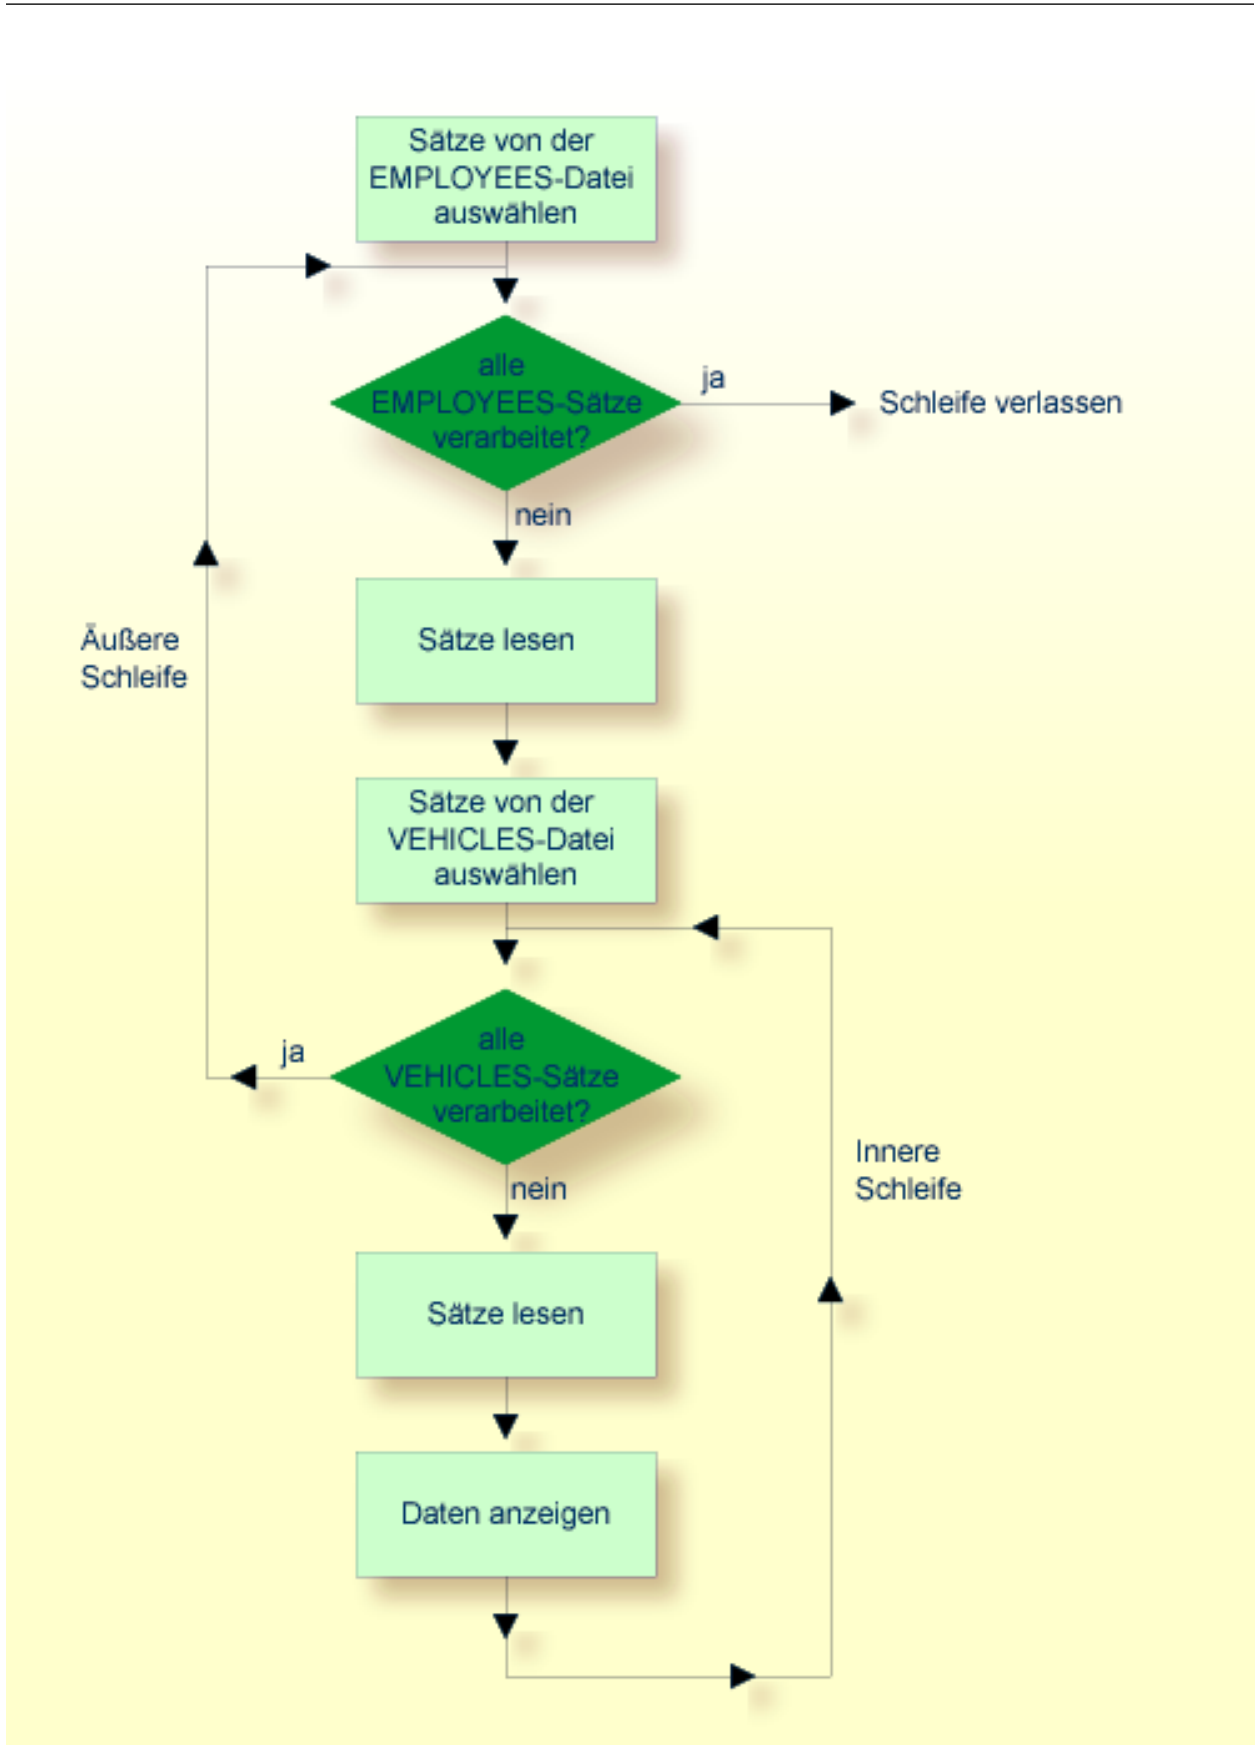 Sätze von der
EMPLOYEES-Datei
auswählen
alle
EMPLOYEES-Sätze
verarbeitet?
ja
Schleife verlassen
nein
Sätze lesen
Äußere
Schleife
Sätze von der
VEHICLES-Datei
auswählen
alle
VEHICLES-Sätze
verarbeitet?
ja
nein
Innere
Schleife
Sätze lesen
Daten anzeigen